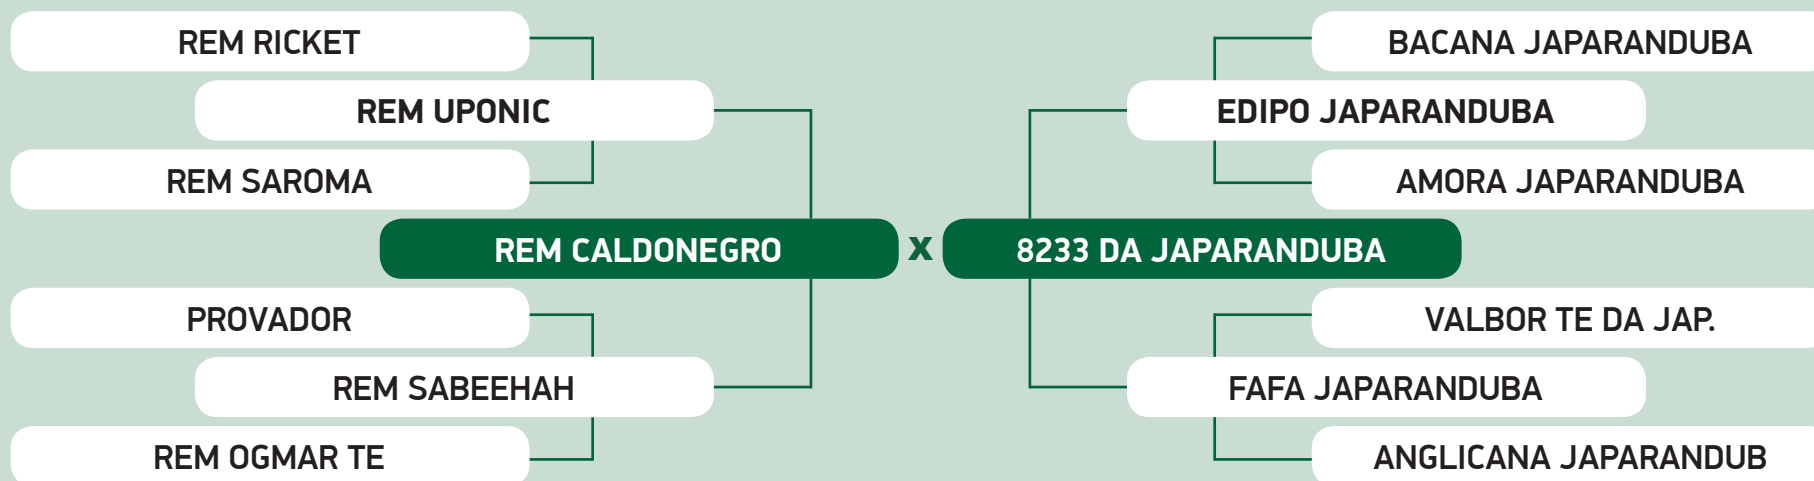 REM RICKET
BACANA JAPARANDUBA
REM UPONIC
EDIPO JAPARANDUBA
REM SAROMA
AMORA JAPARANDUBA
REM CALDONEGRO x 8233 DA JAPARANDUBA
PROVADOR
VALBOR TE DA JAP.
REM SABEEHAH
FAFA JAPARANDUBA
REM OGMAR TE
ANGLICANA JAPARANDUB